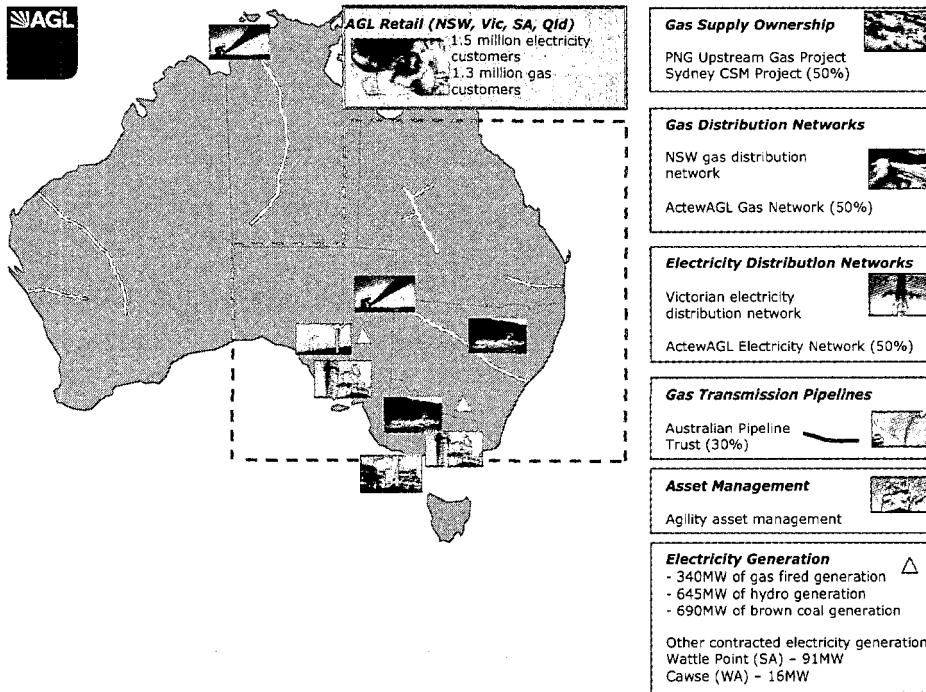 AGL
AGL Retail (NSW, Vic, SA, Qld)
1.5 million electricity
customers
1.3 million gas
customers
Gas Supply Ownership
PNG Upstream Gas Project
Sydney CSM Project (50%)
Gas Distribution Networks
NSW gas distribution
network
ActewAGL Gas Network (50%)
Electricity Distribution Networks
Victorian electricity
distribution network
ActewAGL Electricity Network (50%)
Gas Transmission Pipelines
Australian Pipeline
Trust (30%)
Asset Management
Agility asset management
Electricity Generation
- 340MW of gas fired generation
- 645MW of hydro generation
- 690MW of brown coal generation
Other contracted electricity generation
Wattle Point (SA) – 91MW
Cawse (WA) – 16MW